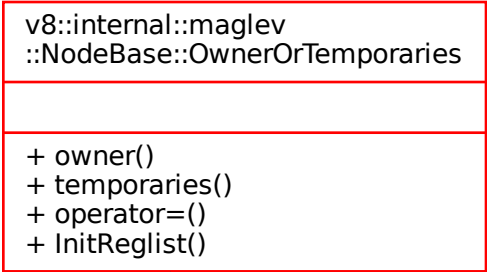 v8::internal::maglev
::NodeBase::OwnerOrTemporaries
+ owner()
+ temporaries()
+ operator=()
+ InitReglist()